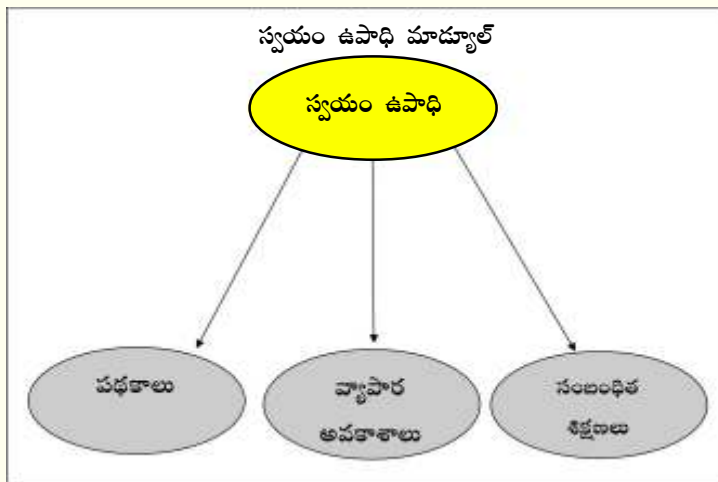 స్వయం ఉపాధి మాడ్యూల్
స్వయం ఉపాధి
పథకాలు
వ్యాపార
అవకాశాలు
సంబంధిత
శిక్షణలు